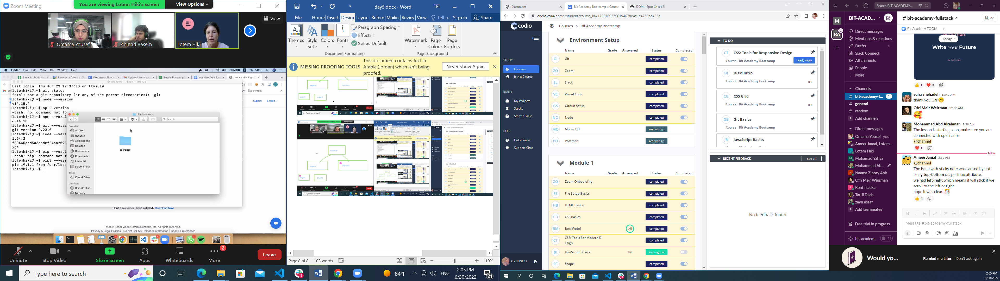 Zoom Meeting
You are viewing Lotem Hiki's screen
View Options
View
Omama Yousef
Ahmad Basem
Lotem Hiki
Finder File Edit View Go Window Help
100%
Thu 14:03
Rawabi cohort data
Elevation - Calenda
Overview « Bit Aca
Updated invitation
Rawabi Bootcamp
Interview Question
Launch Meeting - Z
lotemhiki — -bash — 105×28
content
Support English
Last login: Thu Jun 23 12:37:18 on ttys010
lotemhiki@:~$ git status
fatal: not a git repository (or any of the parent directories): .git
lotemhiki@:~$ node --version
v14.15.4
lotemhiki@:~$ np --version
-bash: np: command not found
lotemhiki@:~$ npm --versi
6.14.10
lotemhiki@:~$ git --versi
git version 2.23.0
lotemhiki@:~$ code --vers
1.64.2
f80445acd5a3dadef24aa2091
x64
lotemhiki@:~$ pip --versi
-bash: pip: command not f
lotemhiki@:~$ pip3 --vers
pip 19.1.1 from /usr/loca
lotemhiki@:~$
bit-bootcamp
Search
Favorites
AirDrop
Recents
Applications
Desktop
Documents
Downloads
lotemhiki
screenshots
iCloud
iCloud Drive
Locations
Remote Disc
Network
exercises
Don't have Zoom Client installed? Download Now
©2022 Zoom Video Communications, Inc. All rights reserved.
Privacy & Legal Policies | Do Not Sell My Personal Information | Cookie Preferences
Unmute
Stop Video
Share Screen
Apps
Whiteboards
2
More
Leave
Type here to search
84°F
ENG
2:05 PM
6/30/2022
21
day5.docx - Word
File Home Insert Design Layou Refere Mailin Review View Tell m Sign in Share
Themes
Style Set
Colors
Fonts
Paragraph Spacing
Effects
Set as Default
Watermark
Page Color
Page Borders
Document Formatting
Page Background
MISSING PROOFING TOOLS
This document contains text in
Arabic (Jordan) which isn't being
proofed.
Never Show Again
projects
exercises
project 1
bootcamp
projects
exercises
project 1
Page 8 of 8
103 words
110%
Document
Bit Academy Bootcamp « Course
DOM - Spot Check 5
codio.com/home/student?course_id=17957093766194678e4e1e4730ad452e
codio
Courses > Bit Academy Bootcamp
STUDY
Courses
Join a Course
BUILD
My Projects
Stacks
Starter Packs
HELP
Help Center
Support Chat
OYOUSEF2
Environment Setup
Name Grade Answered Status Completed
GI Git completed
ZO Zoom completed
SL Slack completed
VC Visual Code completed
GS Github Setup completed
NO Node completed
MO MongoDB ready to go
PO Postman ready to go
Module 1
Name Grade Answered Status Completed
ZO Zoom Onboarding completed
FS File Setup Basics completed
HB HTML Basics completed
CB CSS Basics completed
BM Box Model All completed
CT CSS: Tools For Modern D
esign completed
JB JavaScript Basics 0% in progress
SC Scope completed
TO DO
CT CSS: Tools for Responsive Design
Course Bit Academy Bootcamp ready to go
DI DOM Intro
Course Bit Academy Bootcamp 0%
CG CSS Grid
Course Bit Academy Bootcamp 0%
GB Git Basics
Course Bit Academy Bootcamp
JB JavaScript Basics
RECENT FEEDBACK
see all
No feedback found
Search BIT-ACADEMY...
M
BA
1
BIT-ACAD...
Direct messages
Mentions & reactions
Drafts 1
Slack Connect
All channels
People
More
Channels
# bit-academy-f... 1
# general
# random
Add channels
Direct messages
Omama Yousef you
Ameer Jamal, Lotem...
Lotem Hiki
Mohamad Yahya
Mohammad Ab...
Naama Zipory Abir
Ofri Meir Weizman
Roni Tzadka
Tartil Talah
zayn assaf
Add teammates
Free trial in progress
bit-academ...
# bit-academy-fullstack
27
Bit Academy ZOOM
Today
Write Your Future
1 3
suha shehadeh 12:47 AM
thank you Ofri
Ofri Meir Weizman 12:58 AM
Mohammad Abd Alrahman 2:59 AM
The lesson is starting soon, make sure you are
connected with open cams
@channel
1
New
Ameer Jamal 3:35 AM
@channel
The issue with sticky note was caused by not
using top/bottom css position attribute.
we had left/right which means it will stick if we
scroll to the left or right.
hope it was clear!
4
Message #bit-academy-fullstack
Would yo...
Remind me later
Don't ask again
2:05 PM
6/30/2022